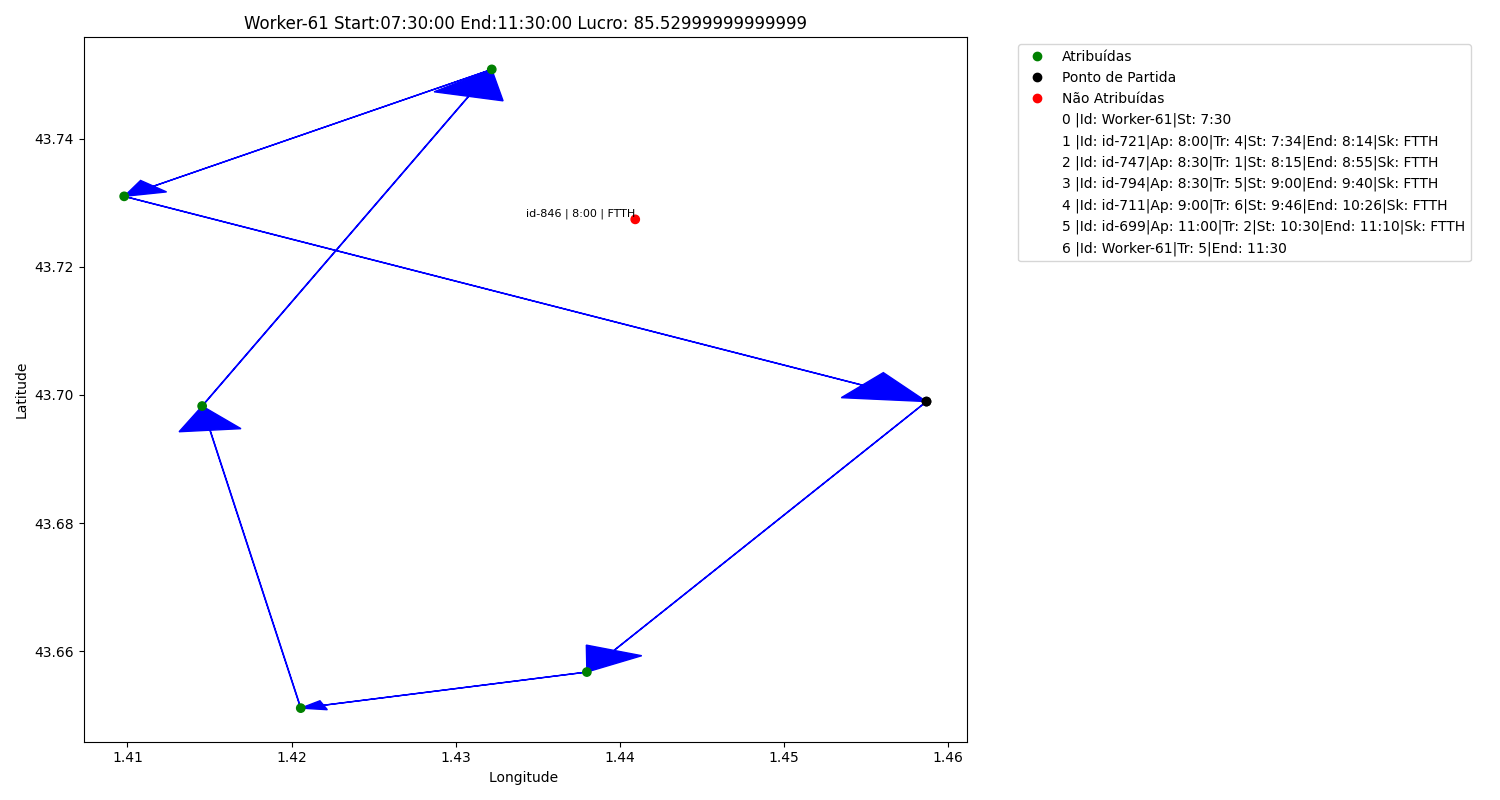 Worker-61 Start:07:30:00 End:11:30:00 Lucro: 85.52999999999999
Atribuídas
Ponto de Partida
Não Atribuídas
0 |Id: Worker-61|St: 7:30
1 |Id: id-721|Ap: 8:00|Tr: 4|St: 7:34|End: 8:14|Sk: FTTH
2 |Id: id-747|Ap: 8:30|Tr: 1|St: 8:15|End: 8:55|Sk: FTTH
3 |Id: id-794|Ap: 8:30|Tr: 5|St: 9:00|End: 9:40|Sk: FTTH
4 |Id: id-711|Ap: 9:00|Tr: 6|St: 9:46|End: 10:26|Sk: FTTH
5 |Id: id-699|Ap: 11:00|Tr: 2|St: 10:30|End: 11:10|Sk: FTTH
6 |Id: Worker-61|Tr: 5|End: 11:30
43.74
43.72
43.70
43.68
43.66
Latitude
id-846 | 8:00 | FTTH
1.41
1.42
1.43
1.44
1.45
1.46
Longitude